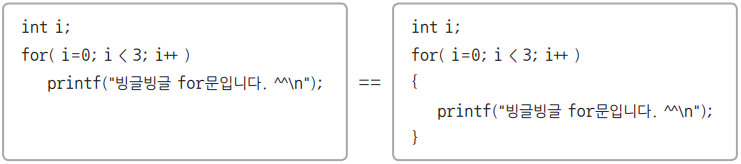 int i;
for( i=0; i < 3; i++ )
printf("빙글빙글 for문입니다. ^^\n");
==
int i;
for( i=0; i < 3; i++ )
{
printf("빙글빙글 for문입니다. ^^\n");
}